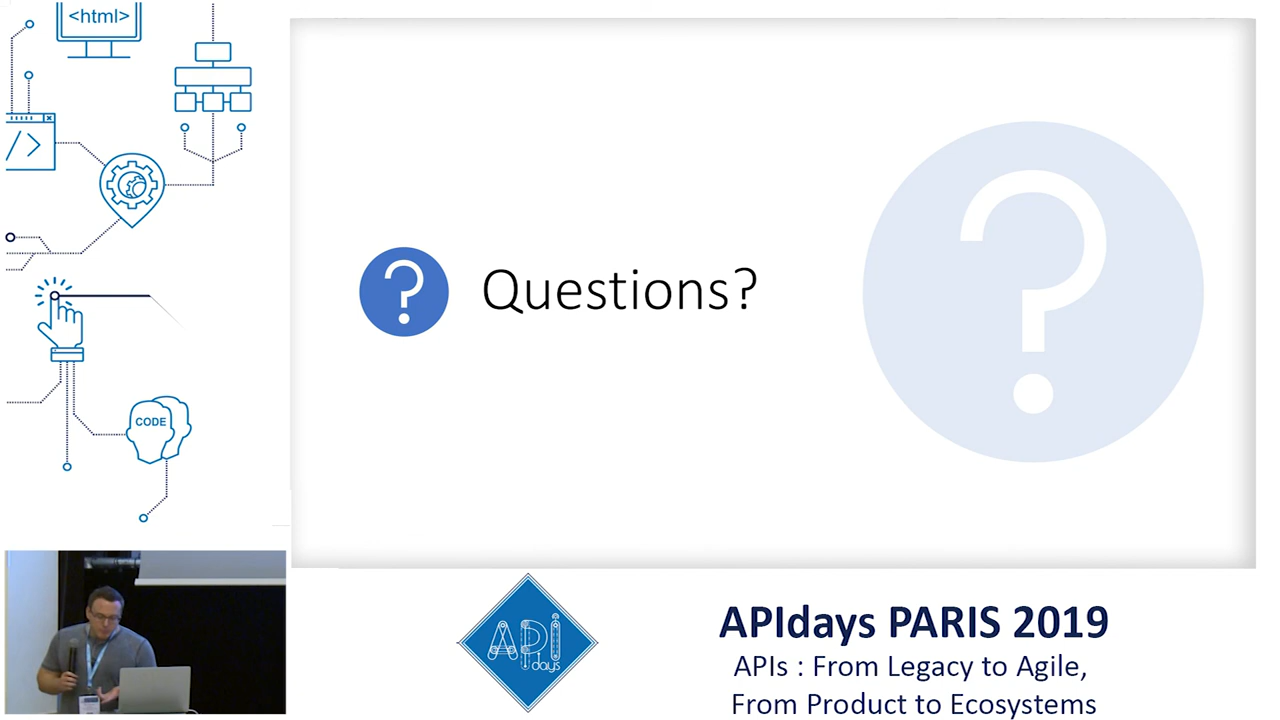 <html>
/>
CODE
?
Questions?
?
API
days
APIdays PARIS 2019
APIs : From Legacy to Agile,
From Product to Ecosystems